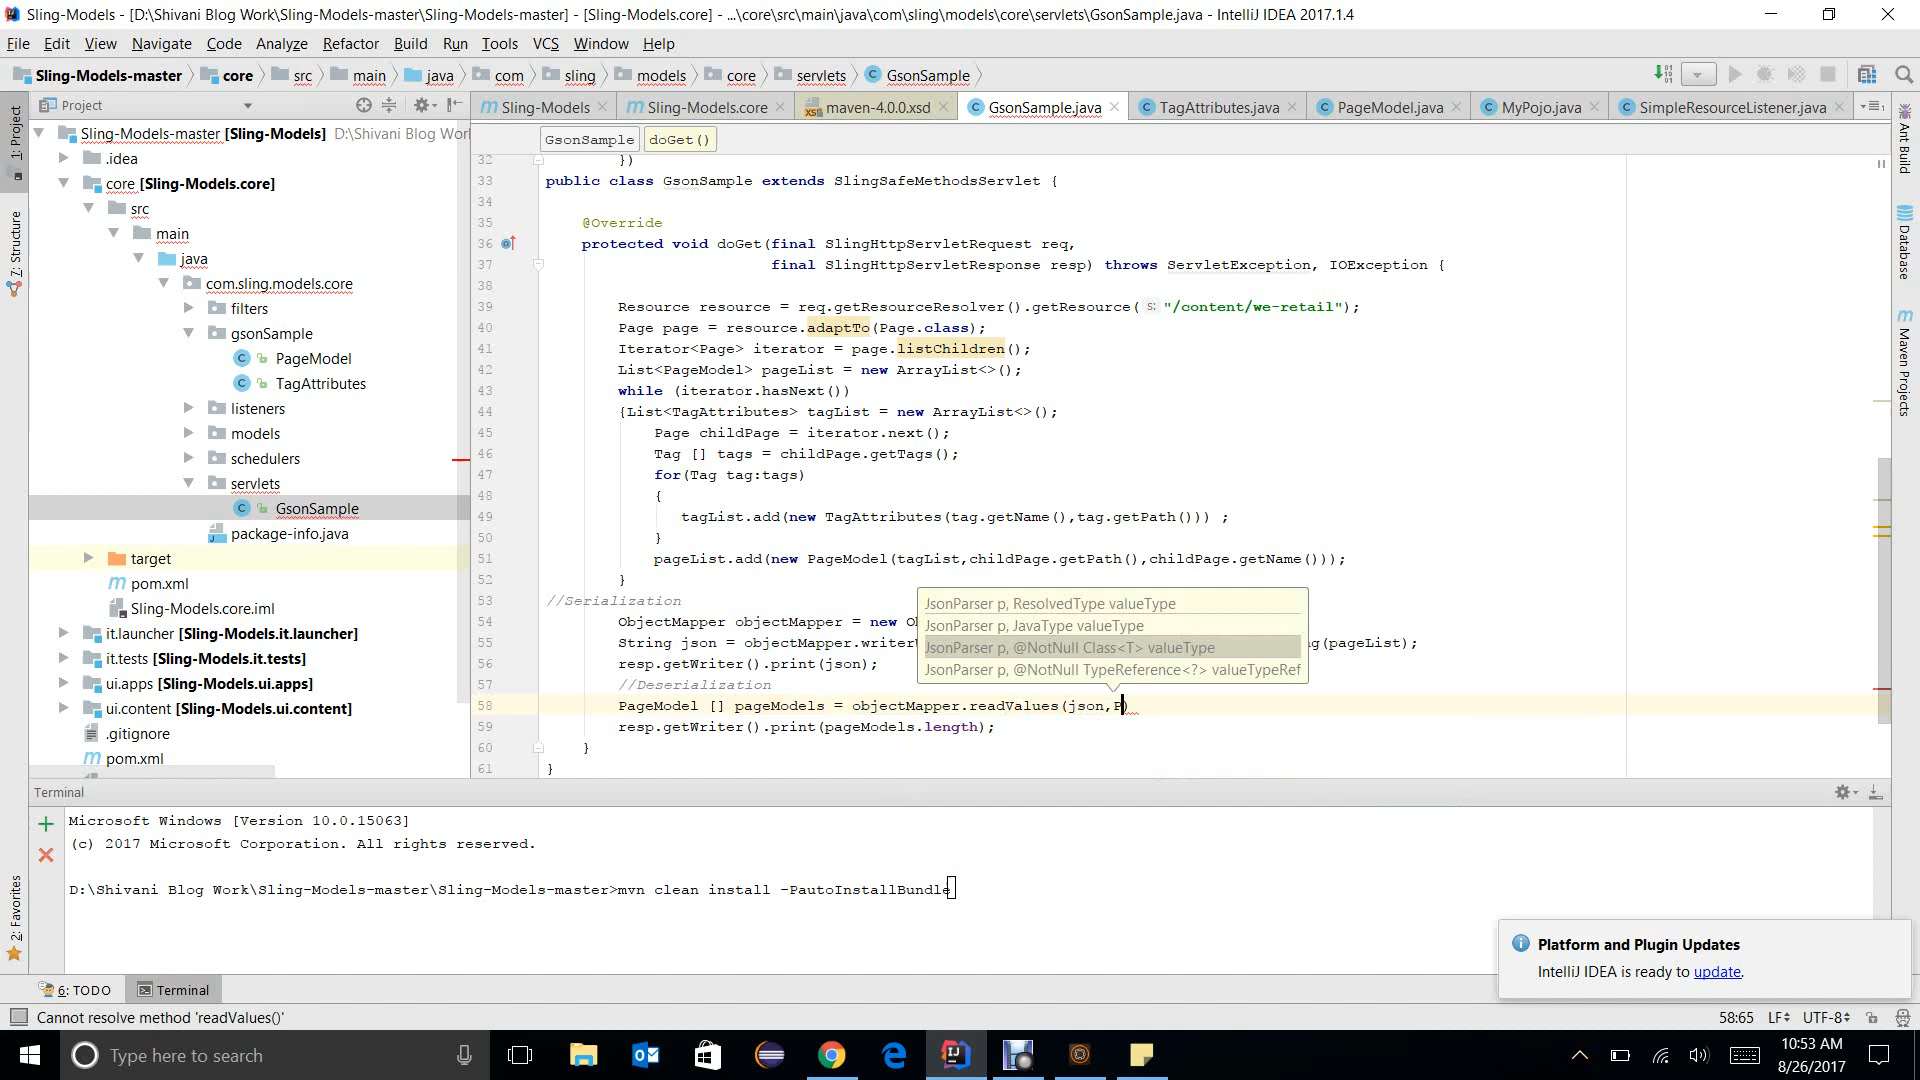 Sling-Models - [D:\Shivani Blog Work\Sling-Models-master\Sling-Models-master] - [Sling-Models.core] - ...\core\src\main\java\com\sling\models\core\servlets\GsonSample.java - IntelliJ IDEA 2017.1.4
File Edit View Navigate Code Analyze Refactor Build Run Tools VCS Window Help
Sling-Models-master core src main java com sling models core servlets GsonSample
Project
Sling-Models Sling-Models.core maven-4.0.0.xsd GsonSample.java TagAttributes.java PageModel.java MyPojo.java SimpleResourceListener.java
GsonSample doGet()
1: Project
7: Structure
2: Favorites
Sling-Models-master [Sling-Models] D:\Shivani Blog Wor
.idea
core [Sling-Models.core]
src
main
java
com.sling.models.core
filters
gsonSample
PageModel
TagAttributes
listeners
models
schedulers
servlets
GsonSample
package-info.java
target
pom.xml
Sling-Models.core.iml
it.launcher [Sling-Models.it.launcher]
it.tests [Sling-Models.it.tests]
ui.apps [Sling-Models.ui.apps]
ui.content [Sling-Models.ui.content]
.gitignore
pom.xml
32 })
33 public class GsonSample extends SlingSafeMethodsServlet {
34
35 @Override
36 protected void doGet(final SlingHttpServletRequest req,
37 final SlingHttpServletResponse resp) throws ServletException, IOException {
38
39 Resource resource = req.getResourceResolver().getResource( s: "/content/we-retail");
40 Page page = resource.adaptTo(Page.class);
41 Iterator<Page> iterator = page.listChildren();
42 List<PageModel> pageList = new ArrayList<>();
43 while (iterator.hasNext())
44 {List<TagAttributes> tagList = new ArrayList<>();
45 Page childPage = iterator.next();
46 Tag [] tags = childPage.getTags();
47 for(Tag tag:tags)
48 {
49 tagList.add(new TagAttributes(tag.getName(),tag.getPath())) ;
50 }
51 pageList.add(new PageModel(tagList,childPage.getPath(),childPage.getName()));
52 }
53 //Serialization
54 ObjectMapper objectMapper = new O
55 String json = objectMapper.writer ng(pageList);
56 resp.getWriter().print(json);
57 //Deserialization
58 PageModel [] pageModels = objectMapper.readValues(json,P)
59 resp.getWriter().print(pageModels.length);
60 }
61 }
JsonParser p, ResolvedType valueType
JsonParser p, JavaType valueType
JsonParser p, @NotNull Class<T> valueType
JsonParser p, @NotNull TypeReference<?> valueTypeRef
Ant Build
Database
Maven Projects
Terminal
Microsoft Windows [Version 10.0.15063]
(c) 2017 Microsoft Corporation. All rights reserved.
D:\Shivani Blog Work\Sling-Models-master\Sling-Models-master>mvn clean install -PautoInstallBundle
Platform and Plugin Updates
IntelliJ IDEA is ready to update.
6: TODO Terminal
Cannot resolve method 'readValues()'
58:65 LF UTF-8
Type here to search
10:53 AM
8/26/2017